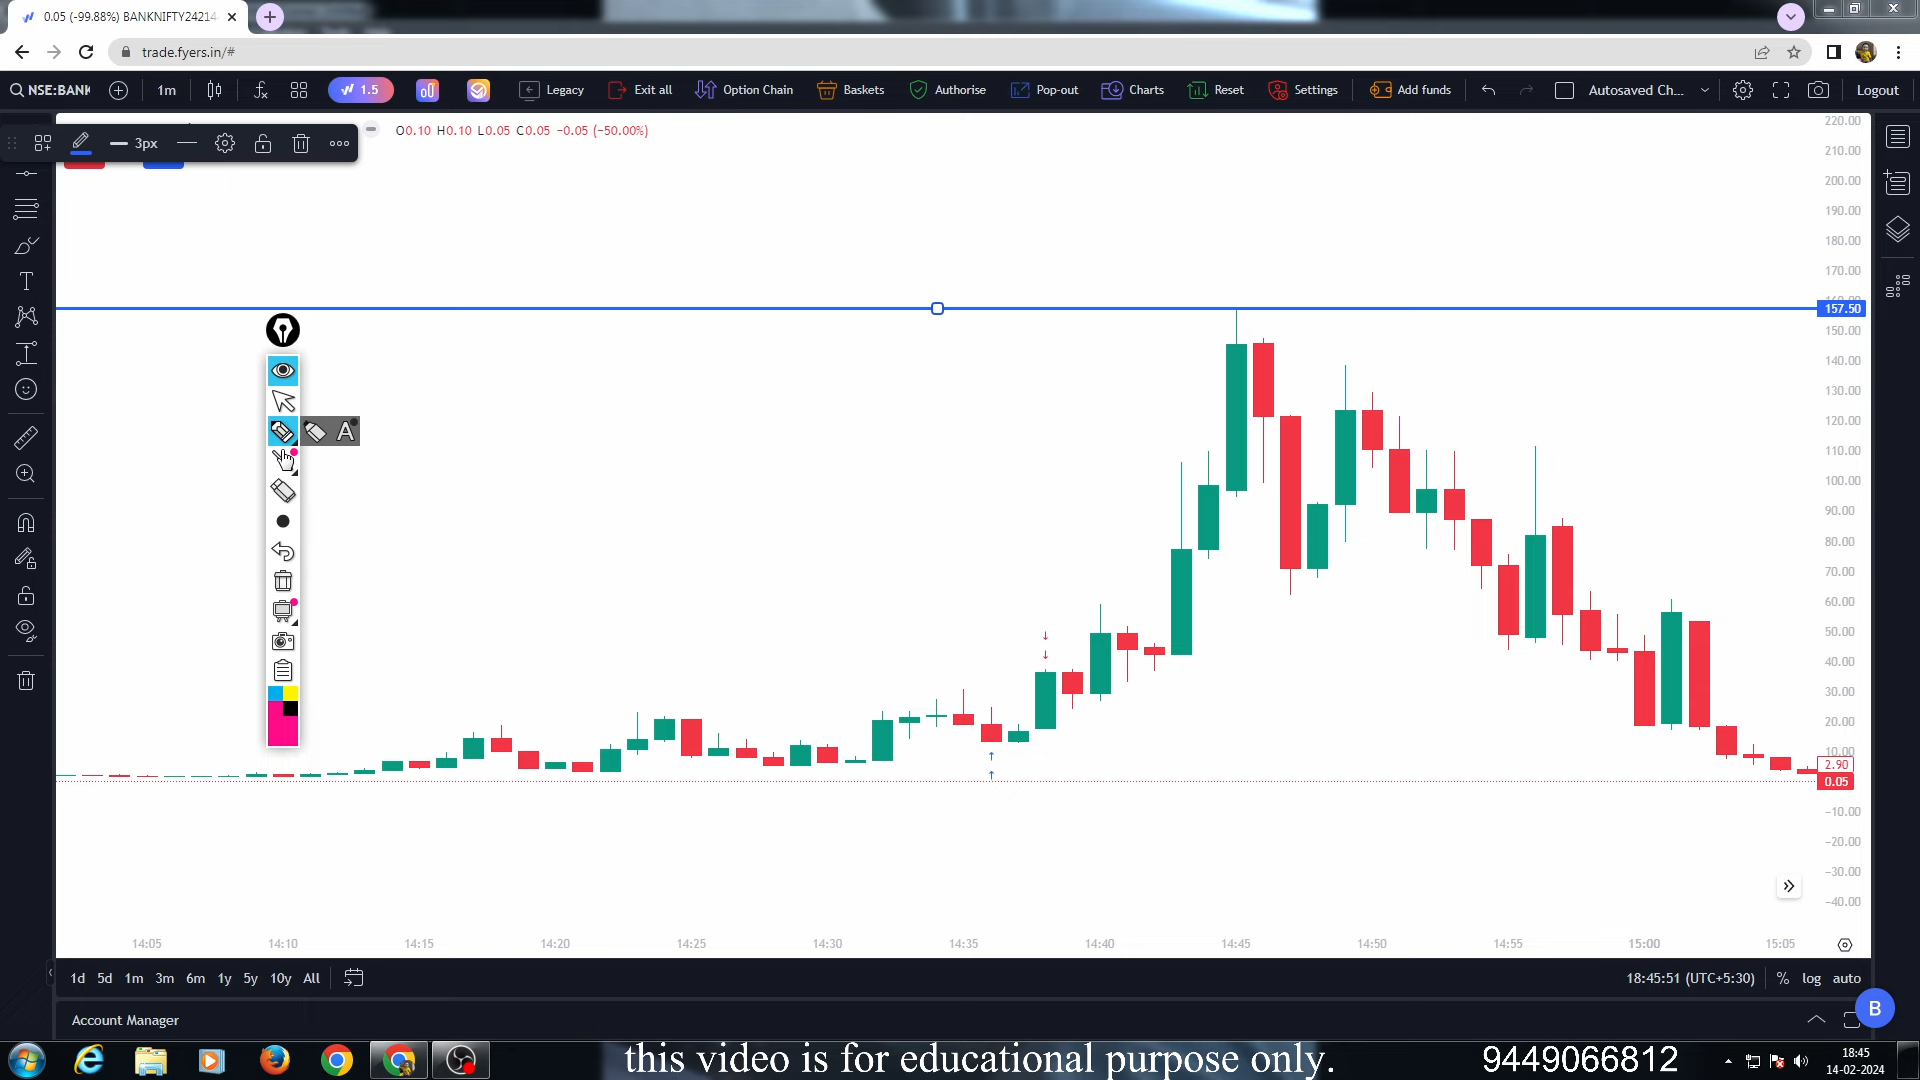 0.05 (-99.88%) BANKNIFTY24214
trade.fyers.in/#
NSE:BANK 1m 1.5 Legacy Exit all Option Chain Baskets Authorise Pop-out Charts Reset Settings Add funds Autosaved Ch... Logout
3px
O0.10 H0.10 L0.05 C0.05 −0.05 (−50.00%)
220.00
210.00
200.00
190.00
180.00
170.00
157.50
150.00
140.00
130.00
120.00
A
110.00
100.00
90.00
80.00
70.00
60.00
50.00
40.00
30.00
20.00
10.00
2.90
0.05
−10.00
−20.00
−30.00
−40.00
14:05 14:10 14:15 14:20 14:25 14:30 14:35 14:40 14:45 14:50 14:55 15:00 15:05
1d 5d 1m 3m 6m 1y 5y 10y All 18:45:51 (UTC+5:30) % log auto
B
Account Manager
this video is for educational purpose only. 9449066812
18:45
14-02-2024